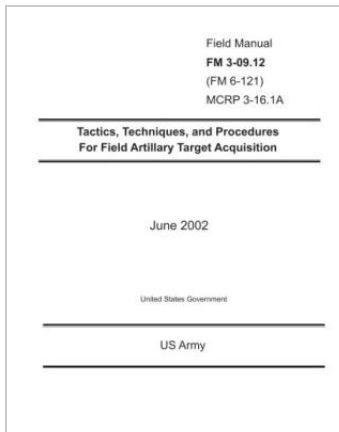 Field Manual
FM 3-09.12
(FM 6-121)
MCRP 3-16.1A
Tactics, Techniques, and Procedures
For Field Artillary Target Acquisition
June 2002
United States Government
US Army